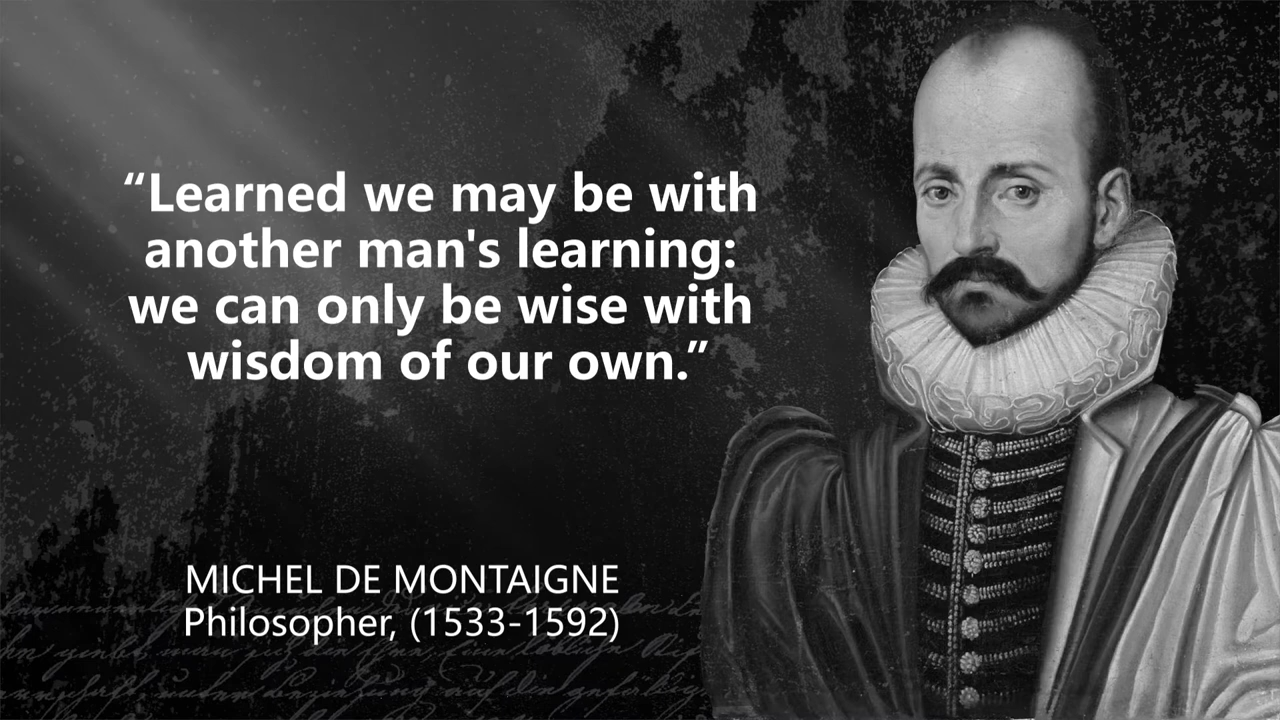 “Learned we may be with
another man's learning:
we can only be wise with
wisdom of our own.”
MICHEL DE MONTAIGNE
Philosopher, (1533-1592)